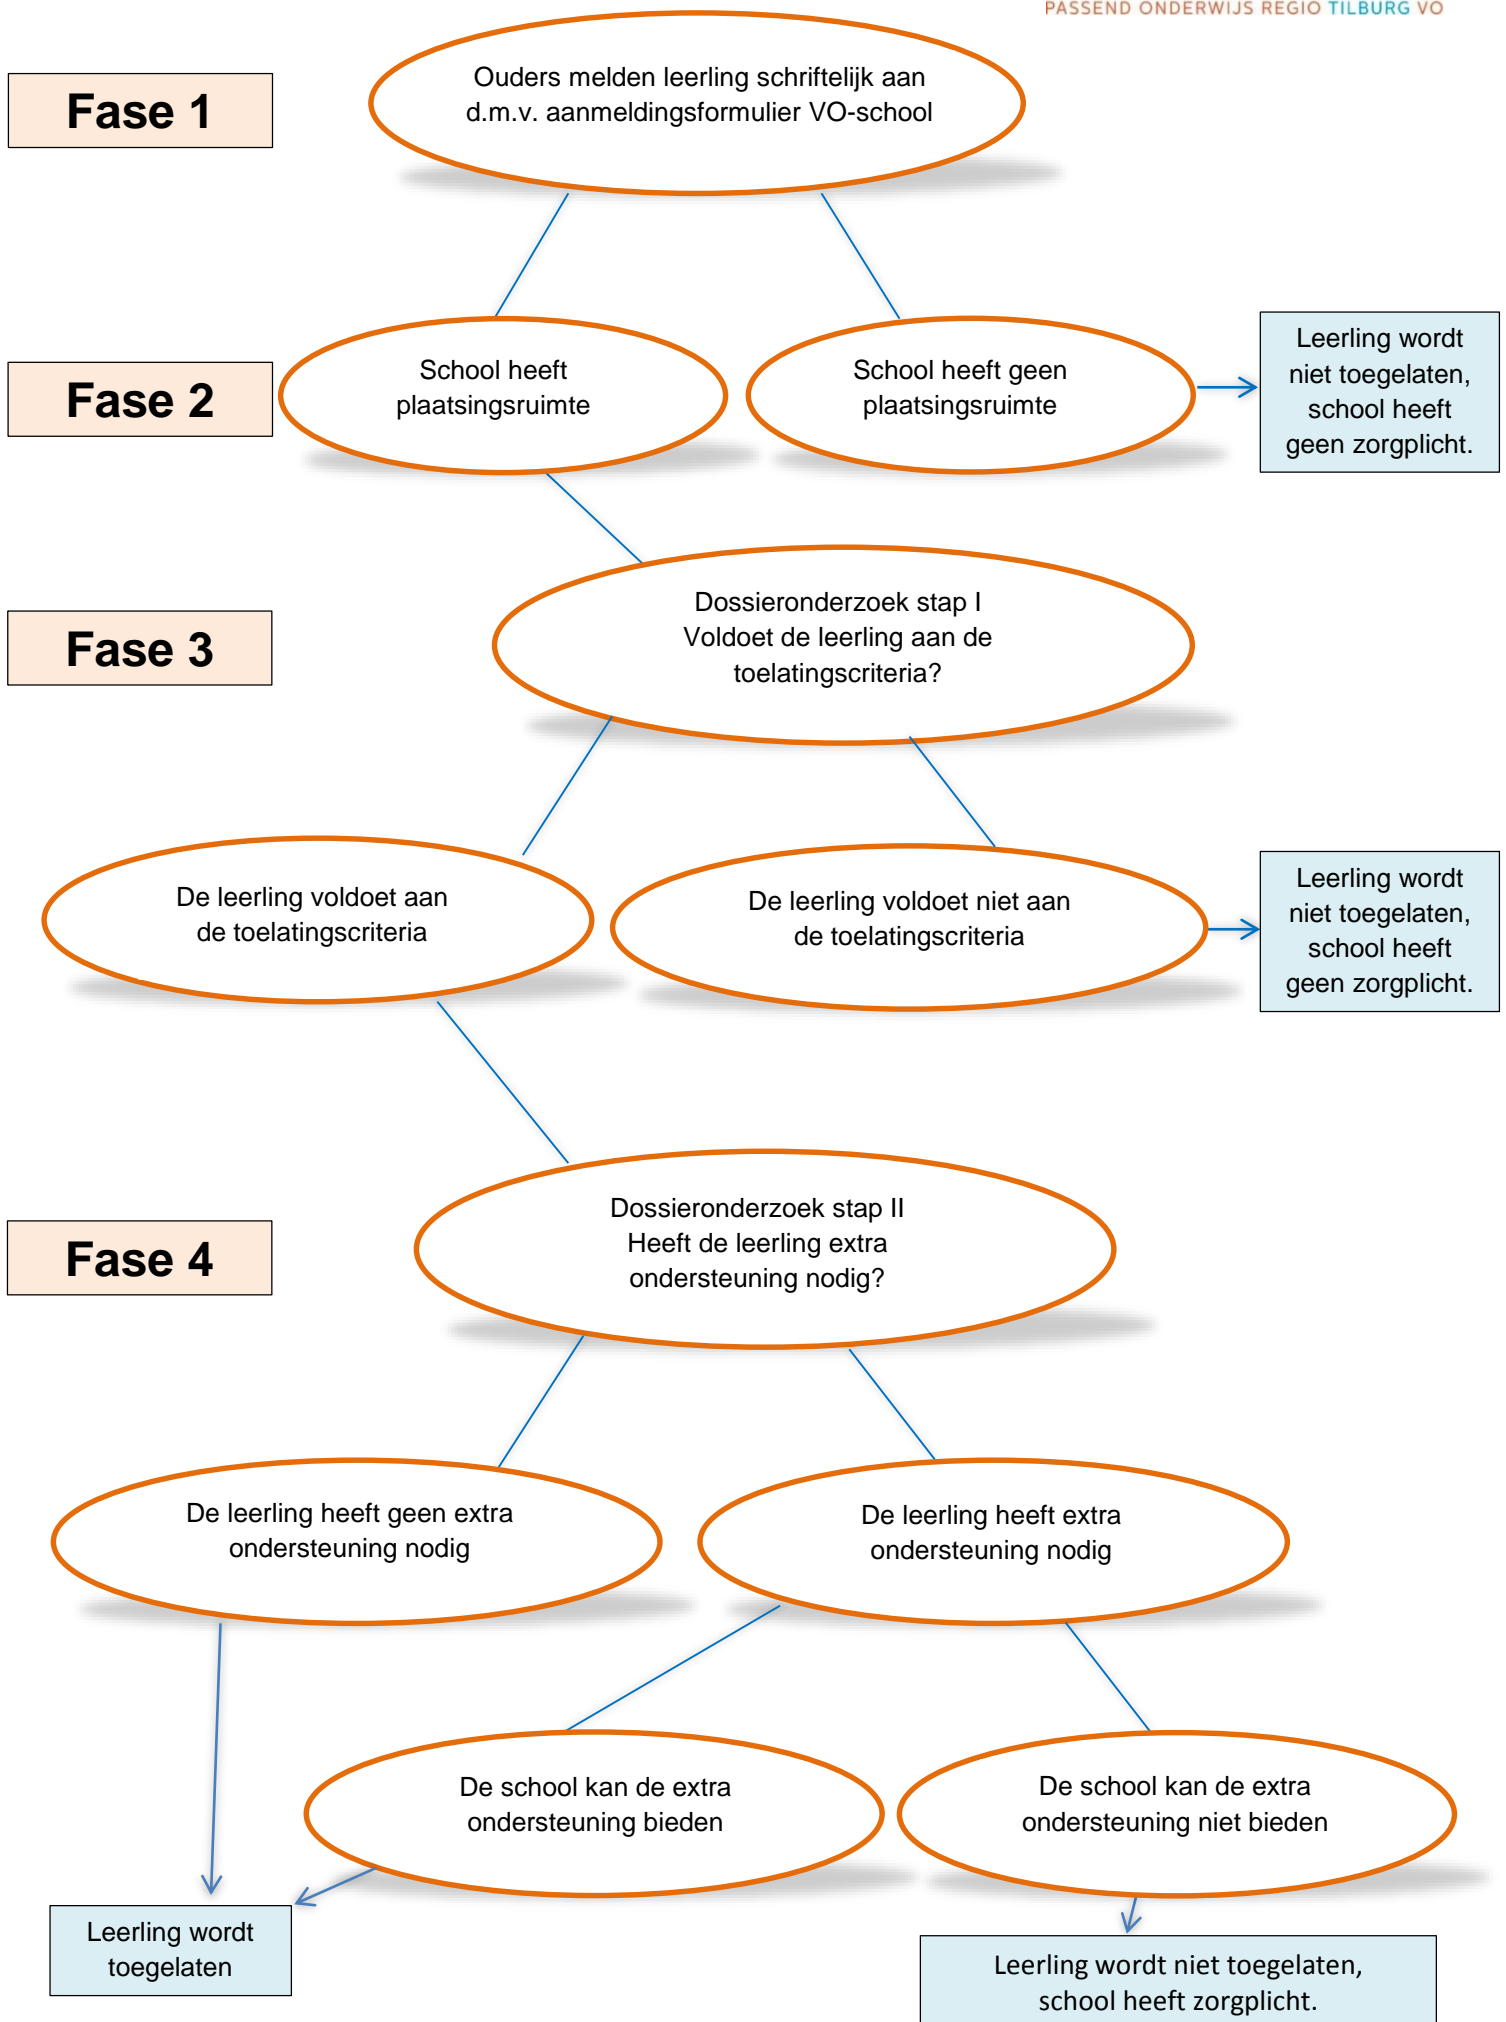 PASSEND ONDERWIJS REGIO TILBURG VO
Fase 1
Ouders melden leerling schriftelijk aan
d.m.v. aanmeldingsformulier VO-school
Fase 2
School heeft
plaatsingsruimte
School heeft geen
plaatsingsruimte
Leerling wordt
niet toegelaten,
school heeft
geen zorgplicht.
Fase 3
Dossieronderzoek stap I
Voldoet de leerling aan de
toelatingscriteria?
De leerling voldoet aan
de toelatingscriteria
De leerling voldoet niet aan
de toelatingscriteria
Leerling wordt
niet toegelaten,
school heeft
geen zorgplicht.
Fase 4
Dossieronderzoek stap II
Heeft de leerling extra
ondersteuning nodig?
De leerling heeft geen extra
ondersteuning nodig
De leerling heeft extra
ondersteuning nodig
De school kan de extra
ondersteuning bieden
De school kan de extra
ondersteuning niet bieden
Leerling wordt
toegelaten
Leerling wordt niet toegelaten,
school heeft zorgplicht.